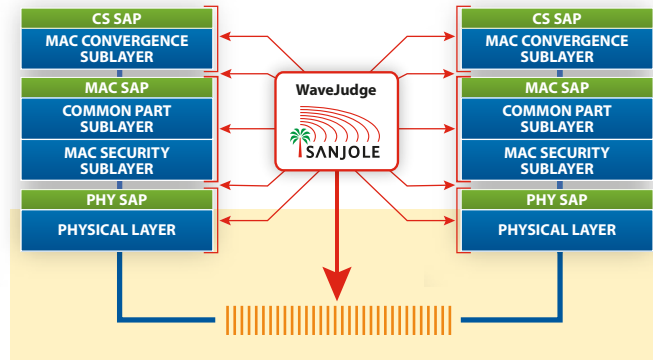 CS SAP
MAC CONVERGENCE
SUBLAYER
MAC SAP
COMMON PART
SUBLAYER
MAC SECURITY
SUBLAYER
PHY SAP
PHYSICAL LAYER
WaveJudge
SANJOLE
CS SAP
MAC CONVERGENCE
SUBLAYER
MAC SAP
COMMON PART
SUBLAYER
MAC SECURITY
SUBLAYER
PHY SAP
PHYSICAL LAYER